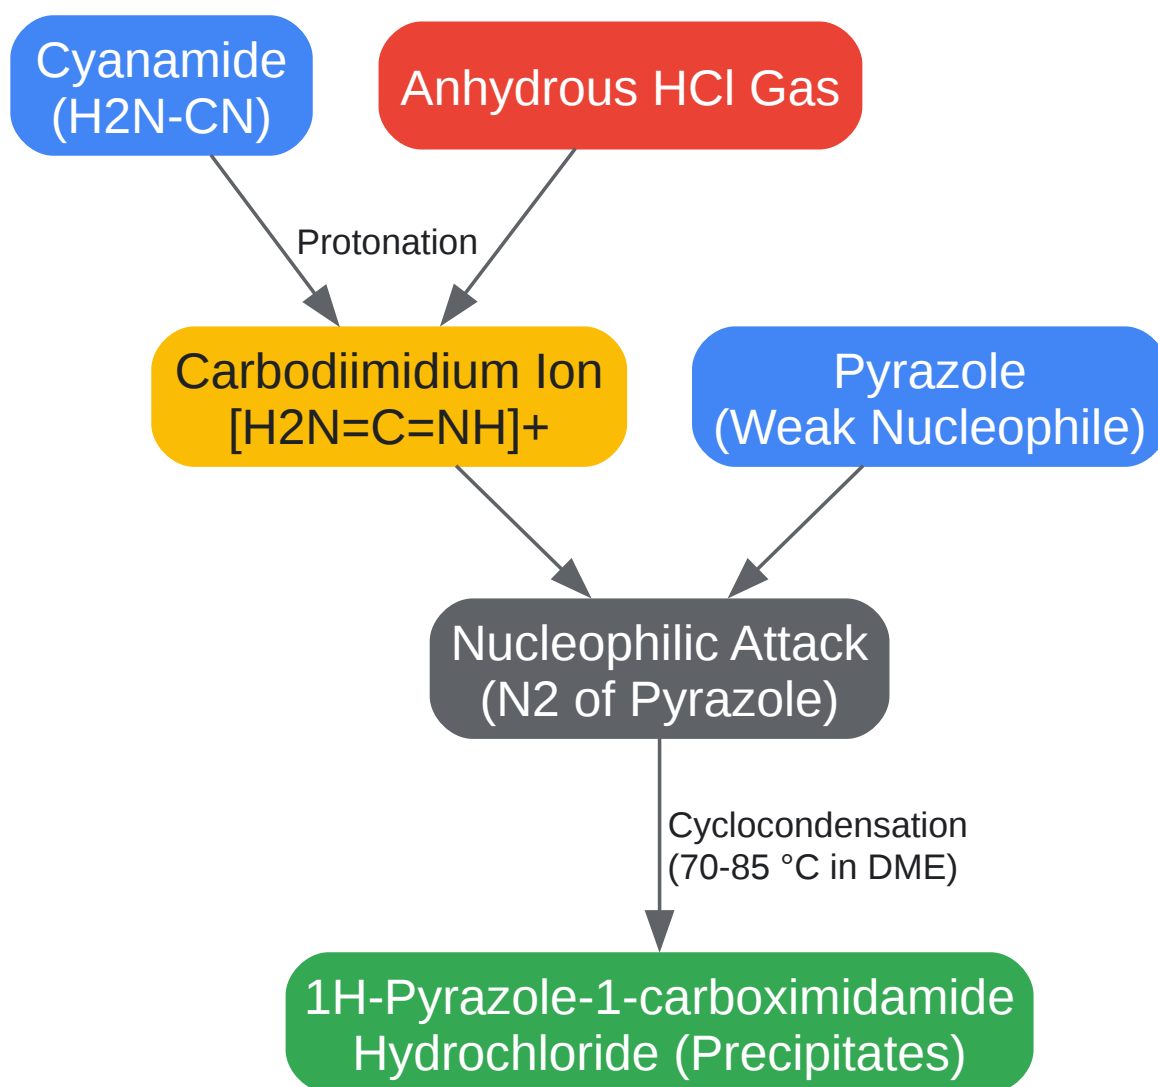 Cyanamide
(H2N-CN)
Anhydrous HCl Gas
Protonation
Carbodiimidium Ion
[H2N=C=NH]+
Pyrazole
(Weak Nucleophile)
Nucleophilic Attack
(N2 of Pyrazole)
Cyclocondensation
(70-85 °C in DME)
1H-Pyrazole-1-carboximidamide
Hydrochloride (Precipitates)